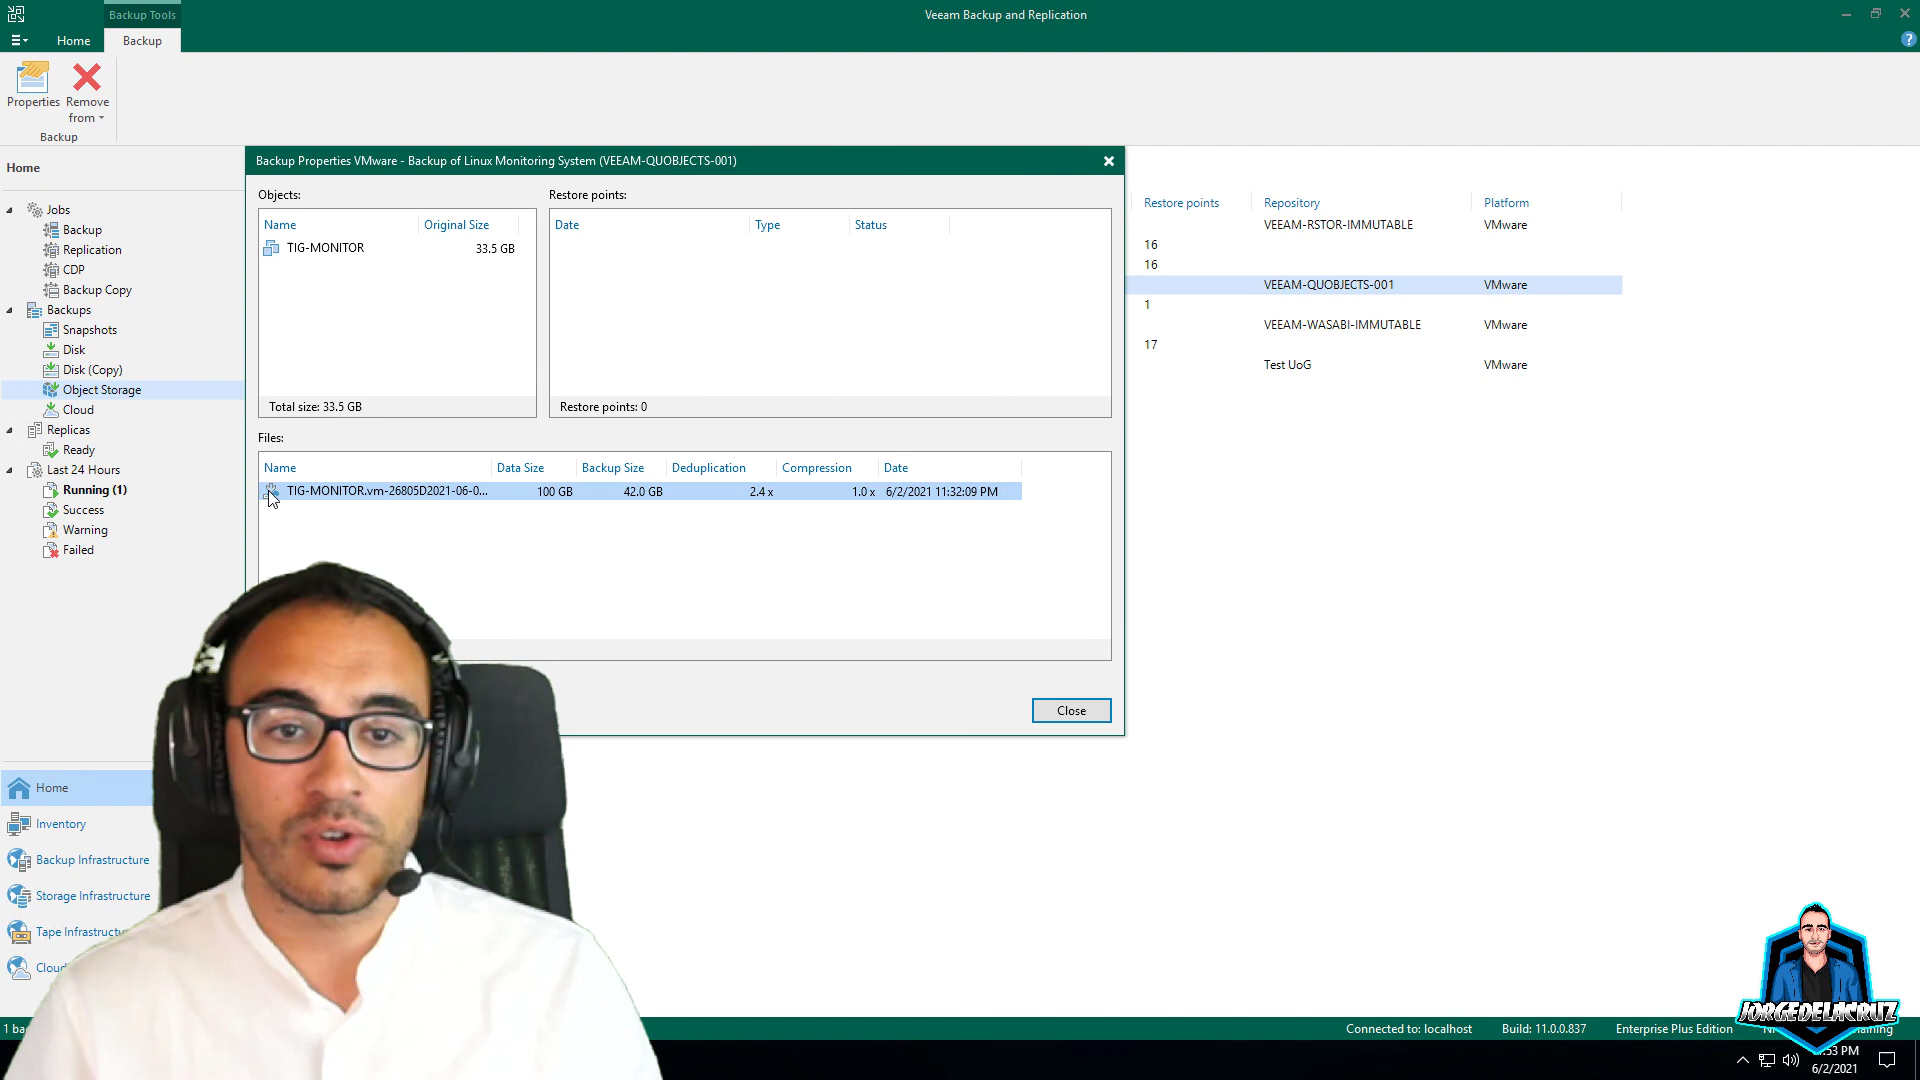 Backup Tools
Veeam Backup and Replication
Home
Backup
Properties
Remove
from
Backup
Home
Jobs
Backup
Replication
CDP
Backup Copy
Backups
Snapshots
Disk
Disk (Copy)
Object Storage
Cloud
Replicas
Ready
Last 24 Hours
Running (1)
Success
Warning
Failed
Home
Inventory
Backup Infrastructure
Storage Infrastructure
Backup Properties VMware - Backup of Linux Monitoring System (VEEAM-QUOBJECTS-001)
Objects:
Name Original Size
TIG-MONITOR 33.5 GB
Total size: 33.5 GB
Restore points:
Date Type Status
Restore points: 0
Files:
Name Data Size Backup Size Deduplication Compression Date
TIG-MONITOR.vm-26805D2021-06-0... 100 GB 42.0 GB 2.4 x 1.0 x 6/2/2021 11:32:09 PM
Close
Restore points Repository Platform
VEEAM-RSTOR-IMMUTABLE VMware
16
16
VEEAM-QUOBJECTS-001 VMware
1
VEEAM-WASABI-IMMUTABLE VMware
17
Test UoG VMware
Tape
Cloud
JORGEDELACRUZ
Connected to: localhost
Build: 11.0.0.837
Enterprise Plus Edition
:53 PM
6/2/2021